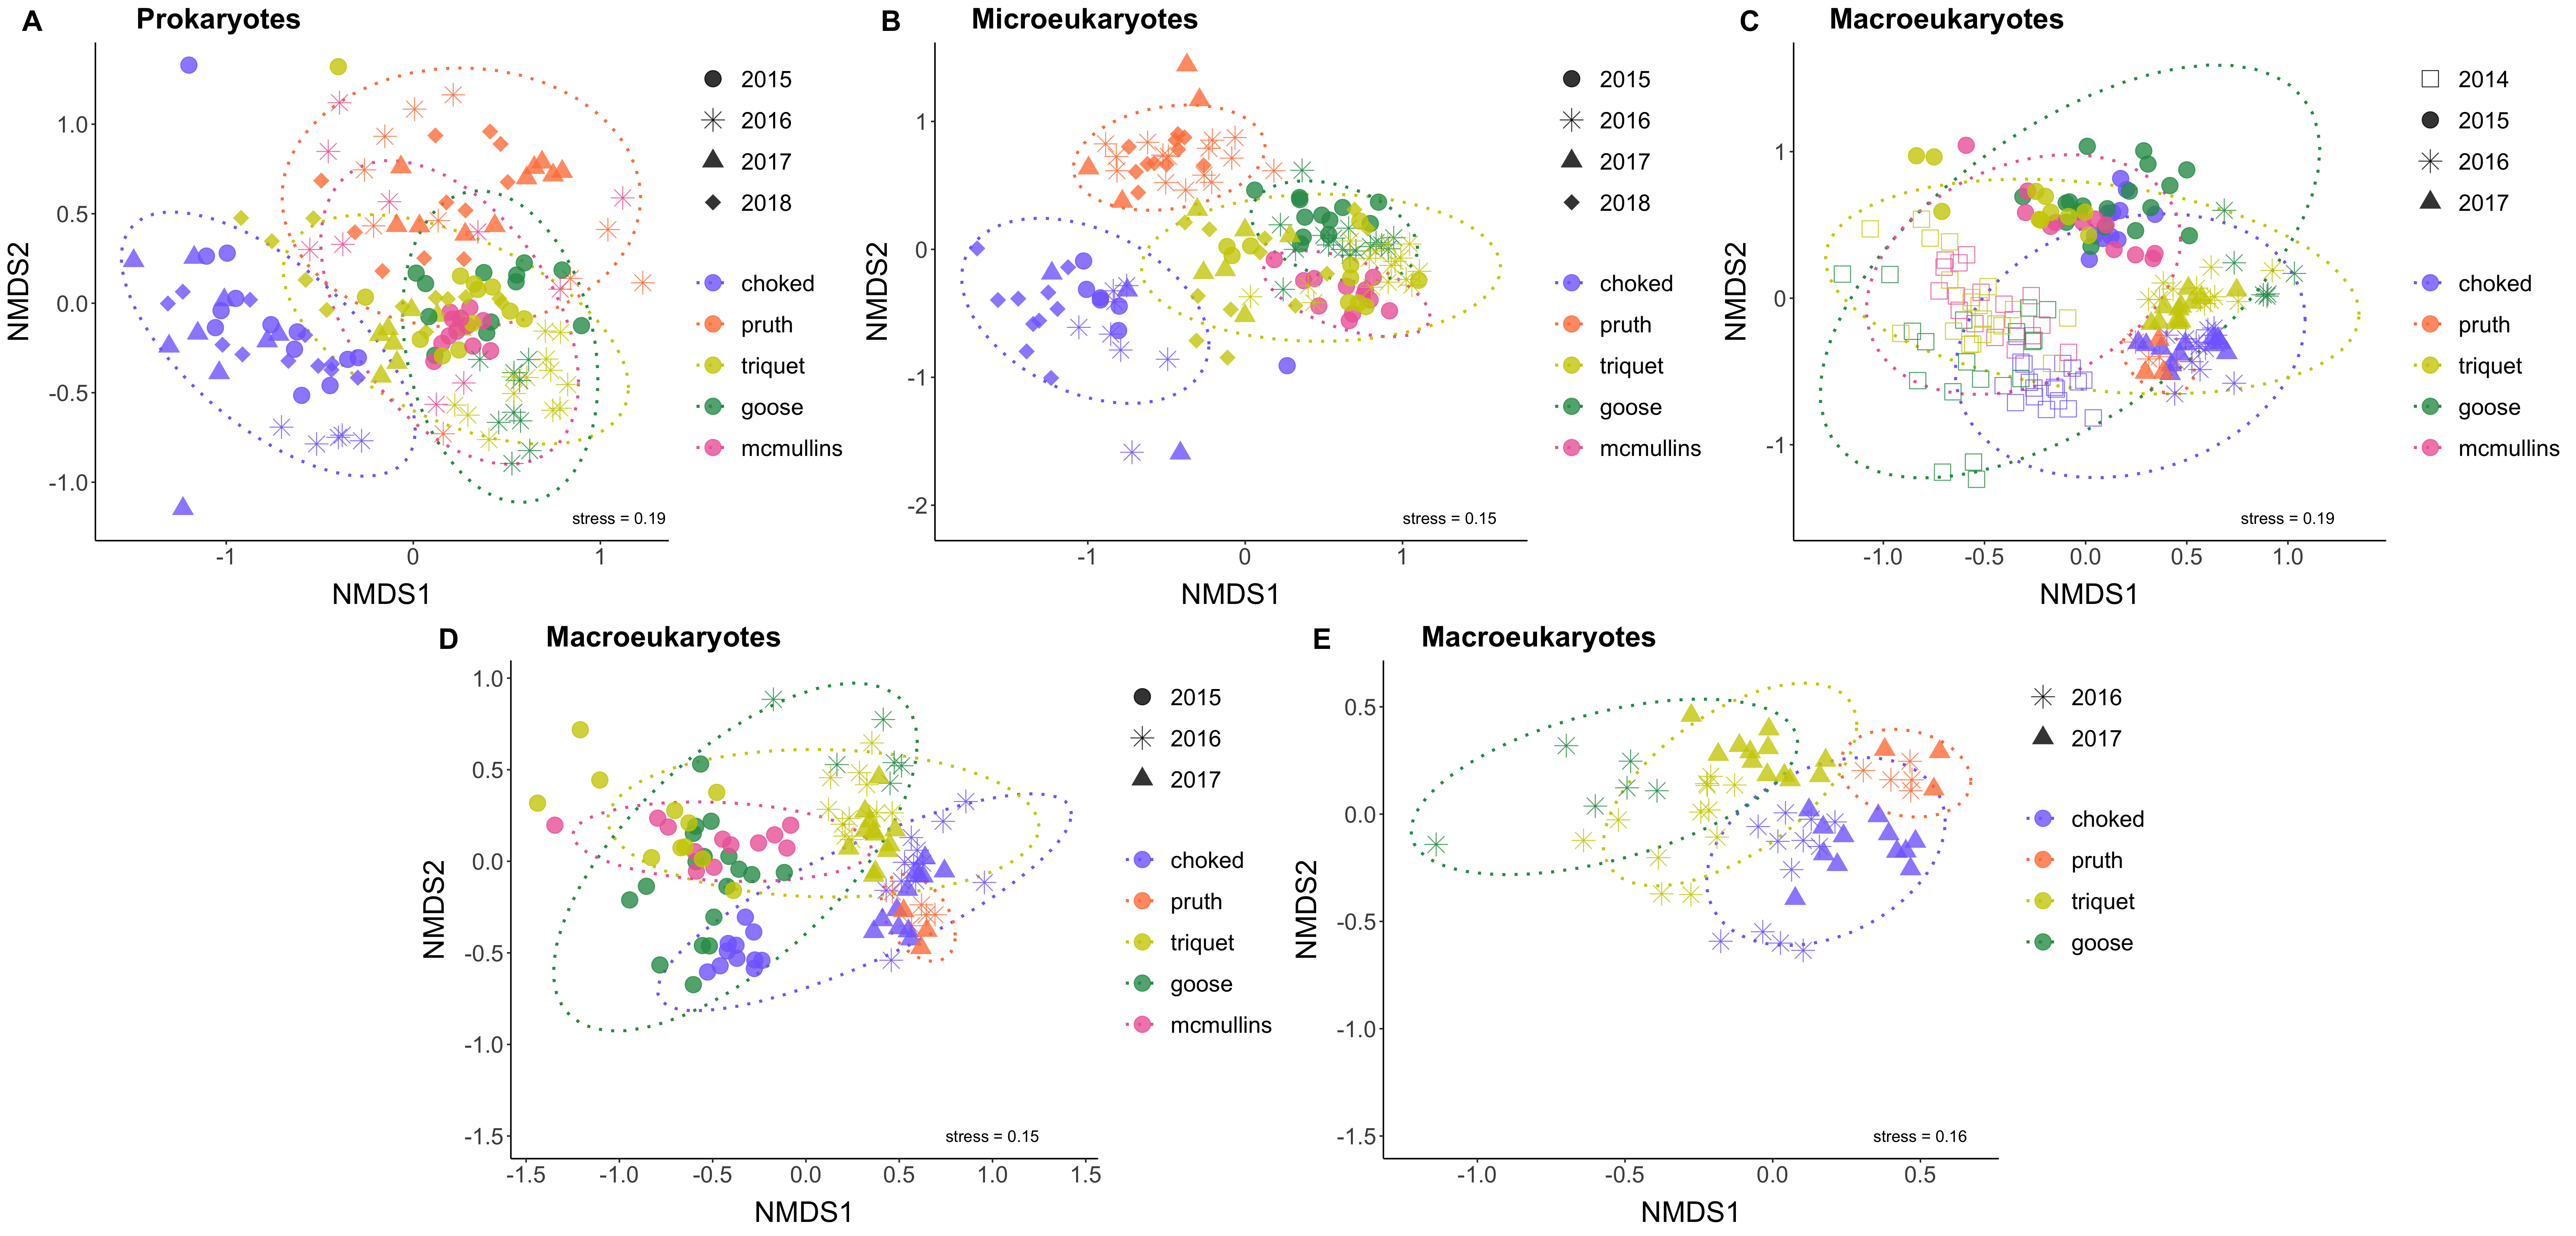 A Prokaryotes
NMDS2
1.0
0.5
0.0
-0.5
-1.0
-1
0
1
NMDS1
stress = 0.19
2015
2016
2017
2018
choked
pruth
triquet
goose
mcmullins
B Microeukaryotes
NMDS2
1
0
-1
-2
-1
0
1
NMDS1
stress = 0.15
2015
2016
2017
2018
choked
pruth
triquet
goose
mcmullins
C Macroeukaryotes
NMDS2
1
0
-1
-1.0
-0.5
0.0
0.5
1.0
NMDS1
stress = 0.19
2014
2015
2016
2017
choked
pruth
triquet
goose
mcmullins
D Macroeukaryotes
NMDS2
1.0
0.5
0.0
-0.5
-1.0
-1.5
-1.5
-1.0
-0.5
0.0
0.5
1.0
1.5
NMDS1
stress = 0.15
2015
2016
2017
choked
pruth
triquet
goose
mcmullins
E Macroeukaryotes
NMDS2
0.5
0.0
-0.5
-1.0
-1.5
-1.0
-0.5
0.0
0.5
NMDS1
stress = 0.16
2016
2017
choked
pruth
triquet
goose